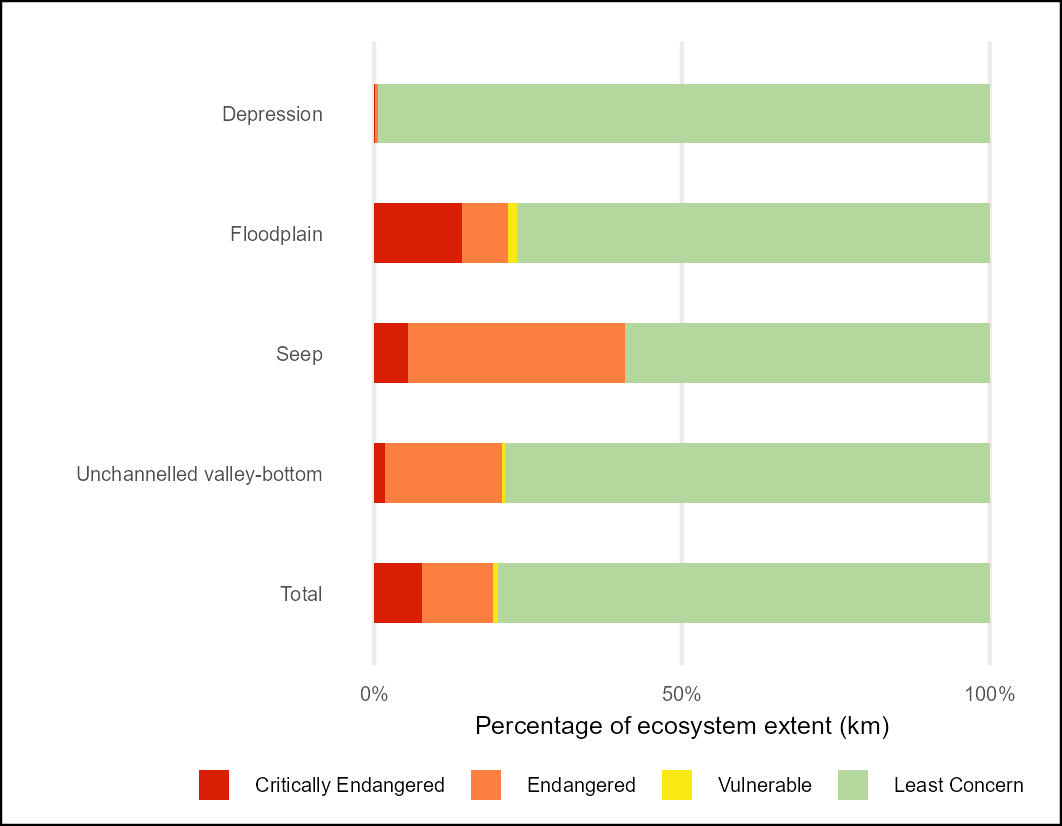 Depression
Floodplain
Seep
Unchannelled valley-bottom
Total
0% 50% 100%
Percentage of ecosystem extent (km)
Critically Endangered Endangered Vulnerable Least Concern